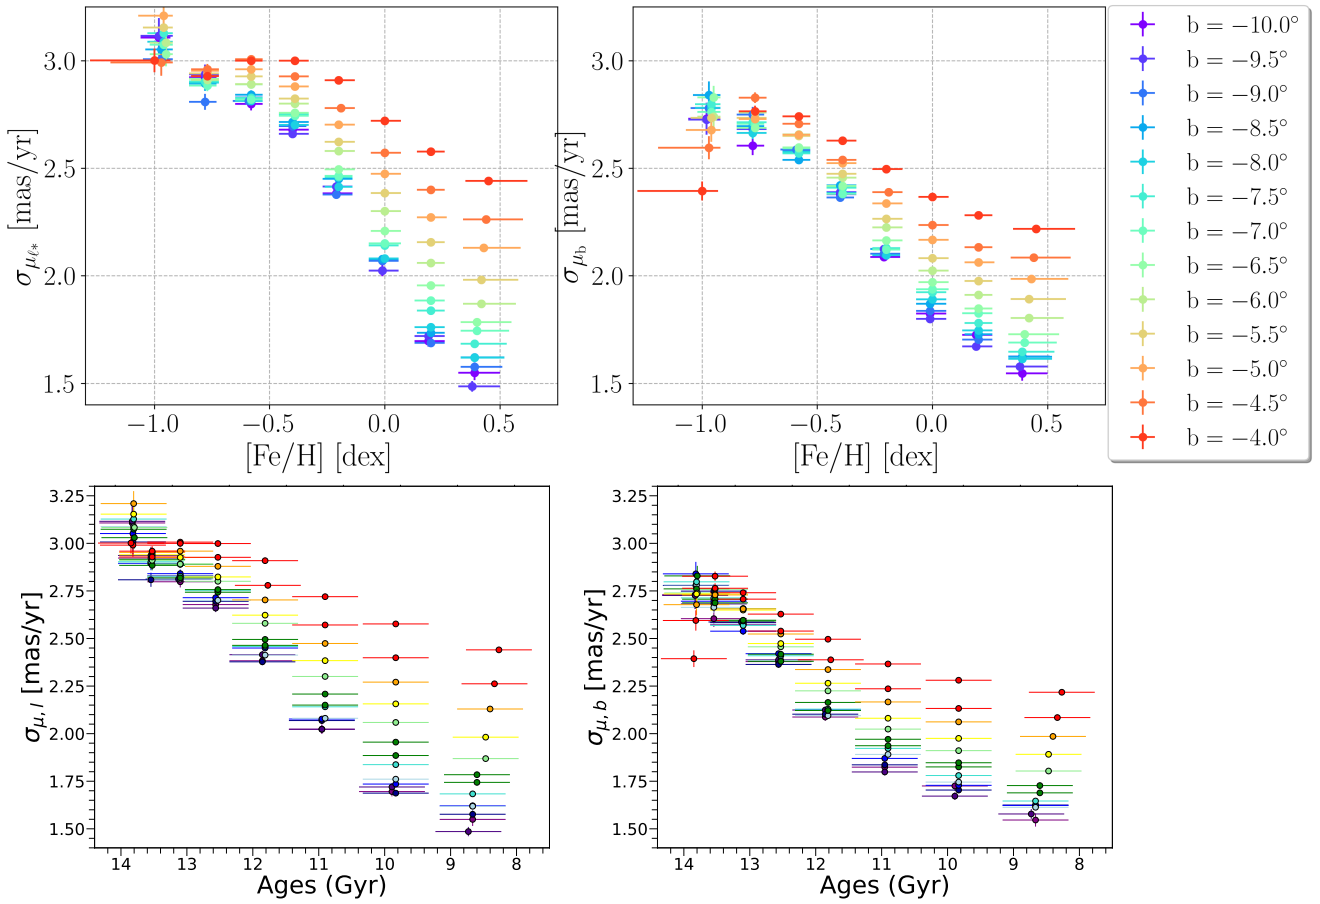 3.0
2.5
2.0
1.5
σμℓ* [mas/yr]
−1.0 −0.5 0.0 0.5
[Fe/H] [dex]
3.0
2.5
2.0
1.5
σμb [mas/yr]
−1.0 −0.5 0.0 0.5
[Fe/H] [dex]
b = −10.0°
b = −9.5°
b = −9.0°
b = −8.5°
b = −8.0°
b = −7.5°
b = −7.0°
b = −6.5°
b = −6.0°
b = −5.5°
b = −5.0°
b = −4.5°
b = −4.0°
3.25
3.00
2.75
2.50
2.25
2.00
1.75
1.50
σμ, l [mas/yr]
14 13 12 11 10 9 8
Ages (Gyr)
3.25
3.00
2.75
2.50
2.25
2.00
1.75
1.50
σμ, b [mas/yr]
14 13 12 11 10 9 8
Ages (Gyr)